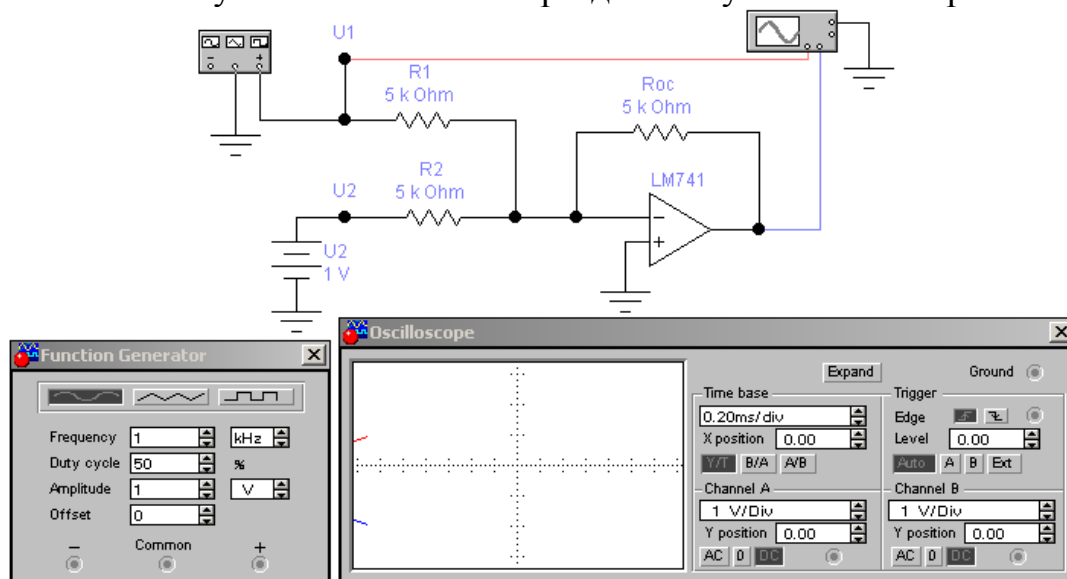 U1
R1
5 k Ohm
Roc
5 k Ohm
R2
5 k Ohm
LM741
U2
U2
1 V
− +
− +
Function Generator
Frequency 1 kHz
Duty cycle 50 %
Amplitude 1 V
Offset 0
− Common +
Oscilloscope
Expand Ground
Time base
0.20ms/div
X position 0.00
Y/T B/A A/B
Trigger
Edge
Level 0.00
Auto A B Ext
Channel A
1 V/Div
Y position 0.00
AC 0 DC
Channel B
1 V/Div
Y position 0.00
AC 0 DC